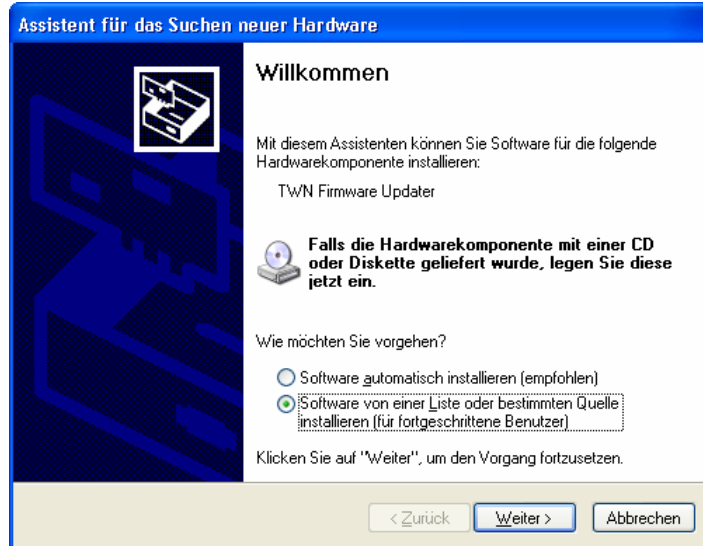 Assistent für das Suchen neuer Hardware
Willkommen
Mit diesem Assistenten können Sie Software für die folgende
Hardwarekomponente installieren:
TWN Firmware Updater
Falls die Hardwarekomponente mit einer CD
oder Diskette geliefert wurde, legen Sie diese
jetzt ein.
Wie möchten Sie vorgehen?
Software automatisch installieren (empfohlen)
Software von einer Liste oder bestimmten Quelle
installieren (für fortgeschrittene Benutzer)
Klicken Sie auf "Weiter", um den Vorgang fortzusetzen.
< Zurück Weiter > Abbrechen